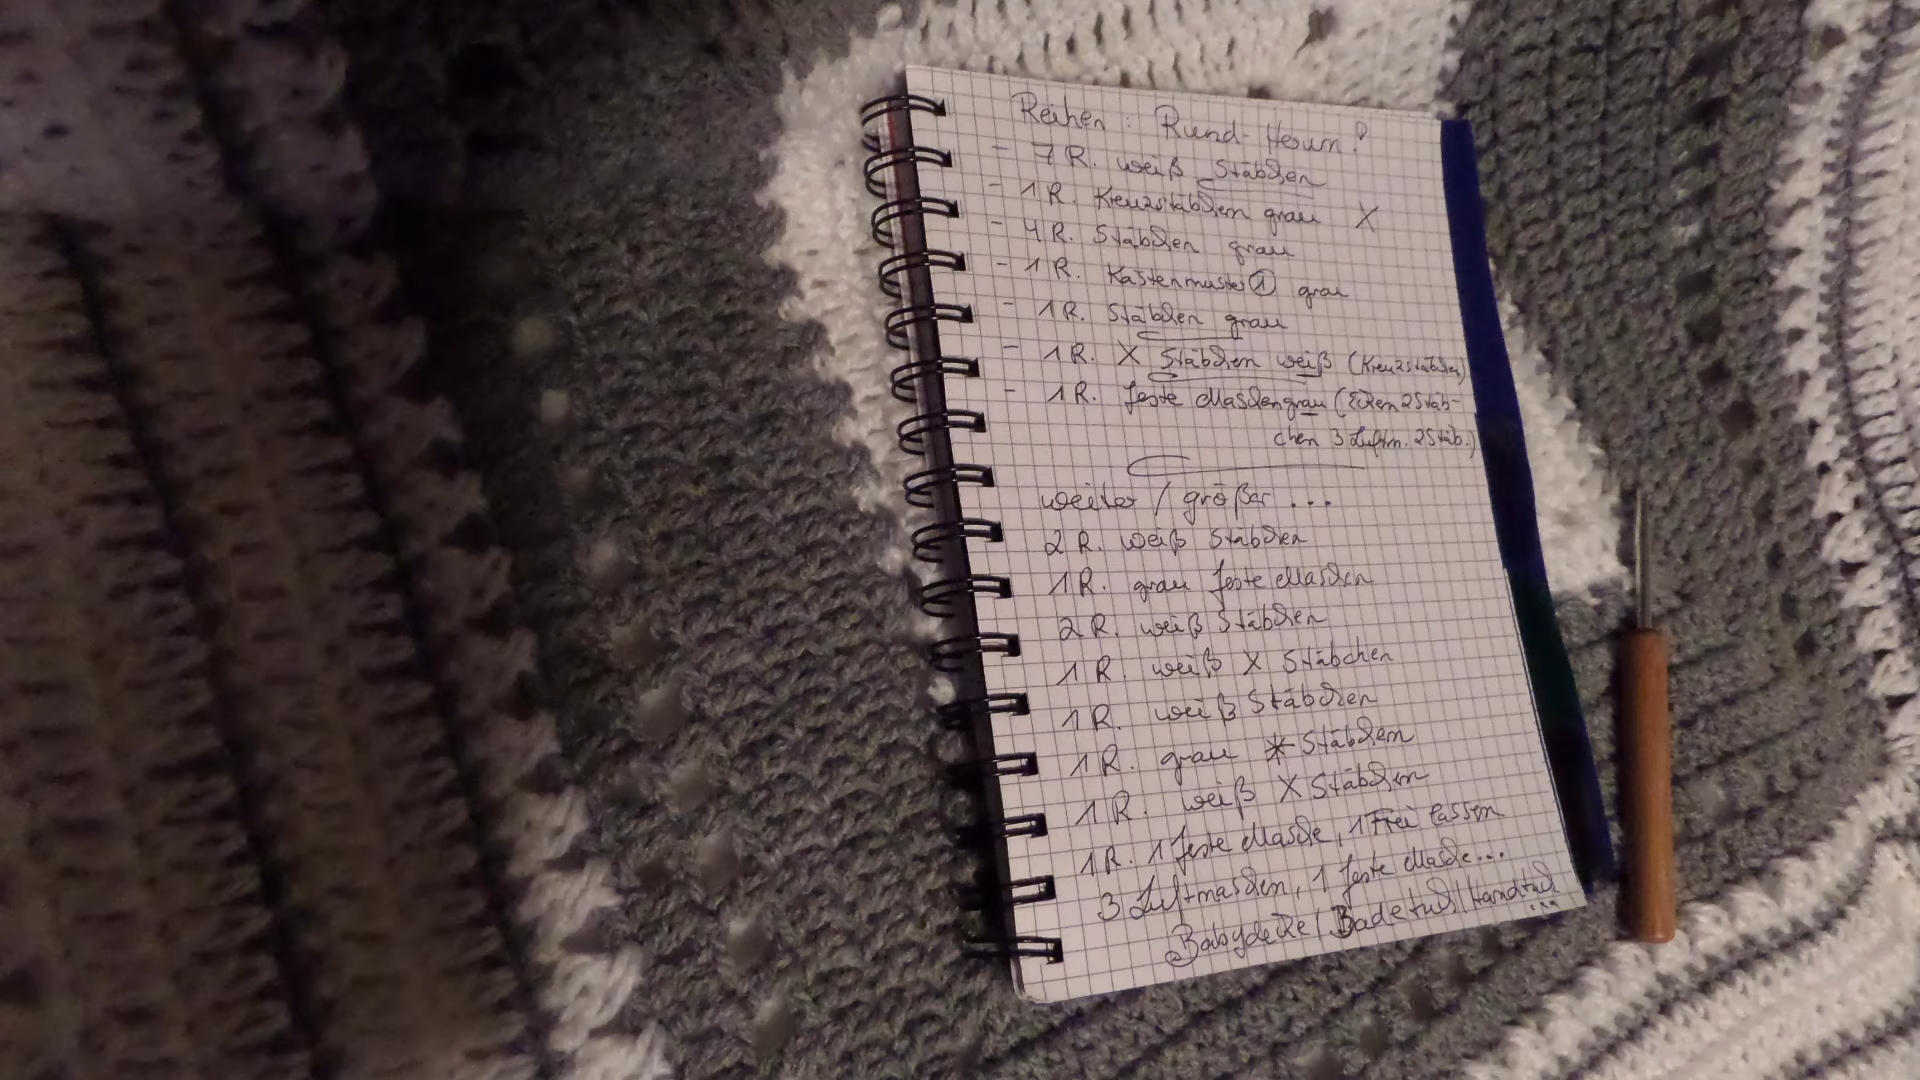 Reihen: Rund-Herum!
- 7 R. weiß Stäbchen
- 1 R. Kreuzstäbchen grau X
- 4 R. Stäbchen grau
- 1 R. Kastenmuster ① grau
- 1 R. Stäbchen grau
- 1 R. X Stäbchen weiß (Kreuzstäbchen)
- 1 R. feste Maschen grau (Ecken 2 Stäb-
chen 3 Luftm. 2 Stäb.)
weiter / größer ...
2 R. weiß Stäbchen
1 R. grau feste Maschen
2 R. weiß Stäbchen
1 R. weiß X Stäbchen
1 R. weiß Stäbchen
1 R. grau X Stäbchen
1 R. weiß X Stäbchen
1 R. 1 feste Masche, 1 Frei lassen
3 Luftmaschen, 1 feste Masche...
Babydecke / Badetuch / Handtuch
...